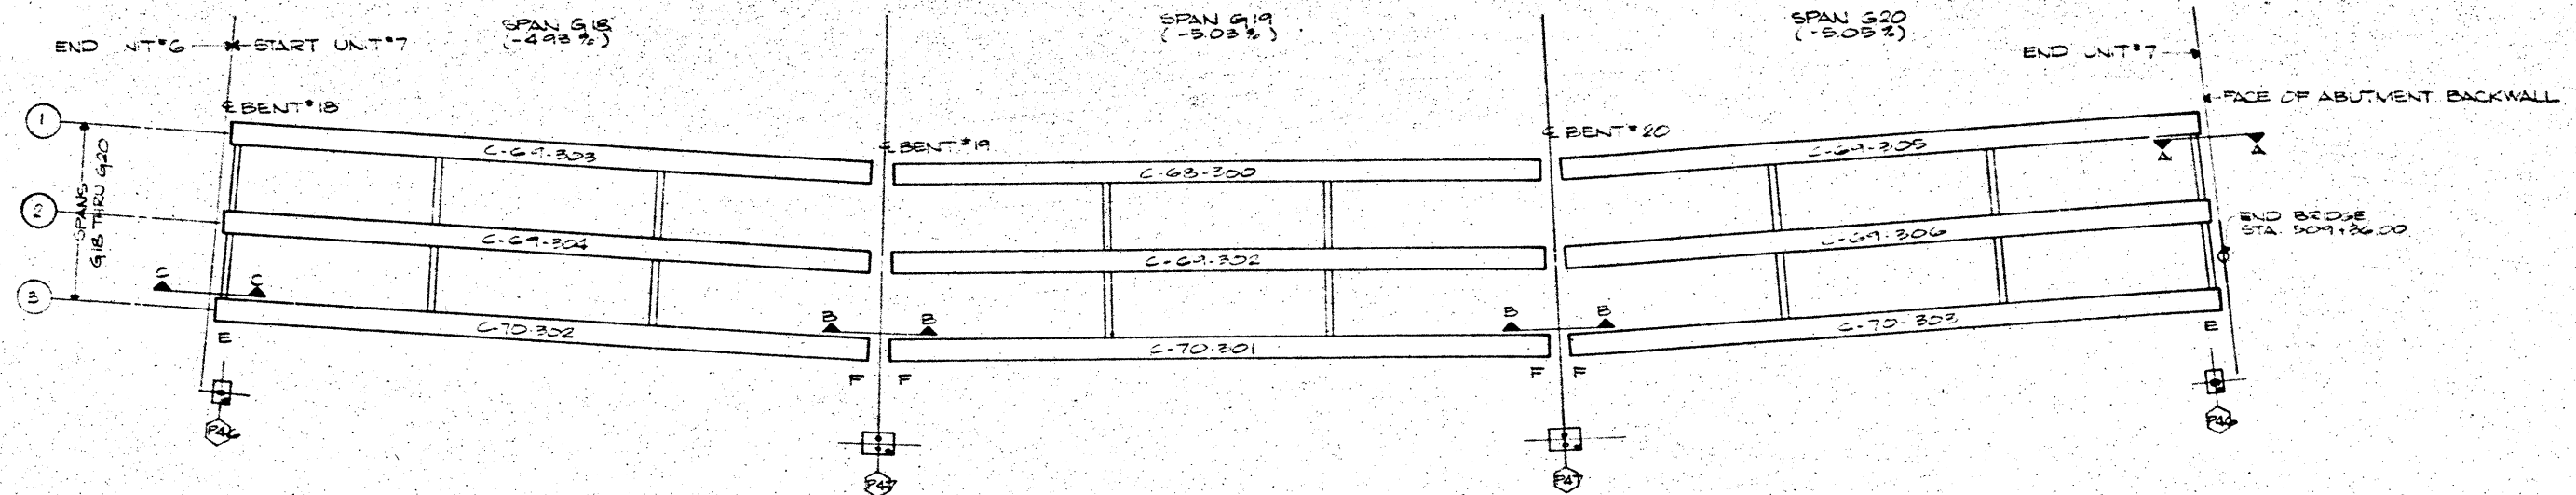 SPAN G18
(-4.93%)
SPAN G19
(-5.03%)
SPAN G20
(-5.05%)
END UNIT#6
START UNIT#7
END UNIT#7
FACE OF ABUTMENT BACKWALL
℄ BENT#18
℄ BENT#19
℄ BENT#20
1
2
3
SPANS
G18 THRU G20
C-69-303
C-68-300
C-69-305
A
A
C-69-304
C-69-302
C-69-306
END BRIDGE
STA. 509+36.00
C
C
B
B
B
B
C-70-302
C-70-301
C-70-303
E
F
F
F
F
E
P46
P47
P47
P46